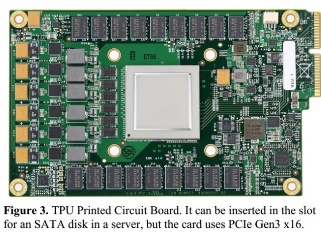 E786
Figure 3. TPU Printed Circuit Board. It can be inserted in the slot
for an SATA disk in a server, but the card uses PCIe Gen3 x16.